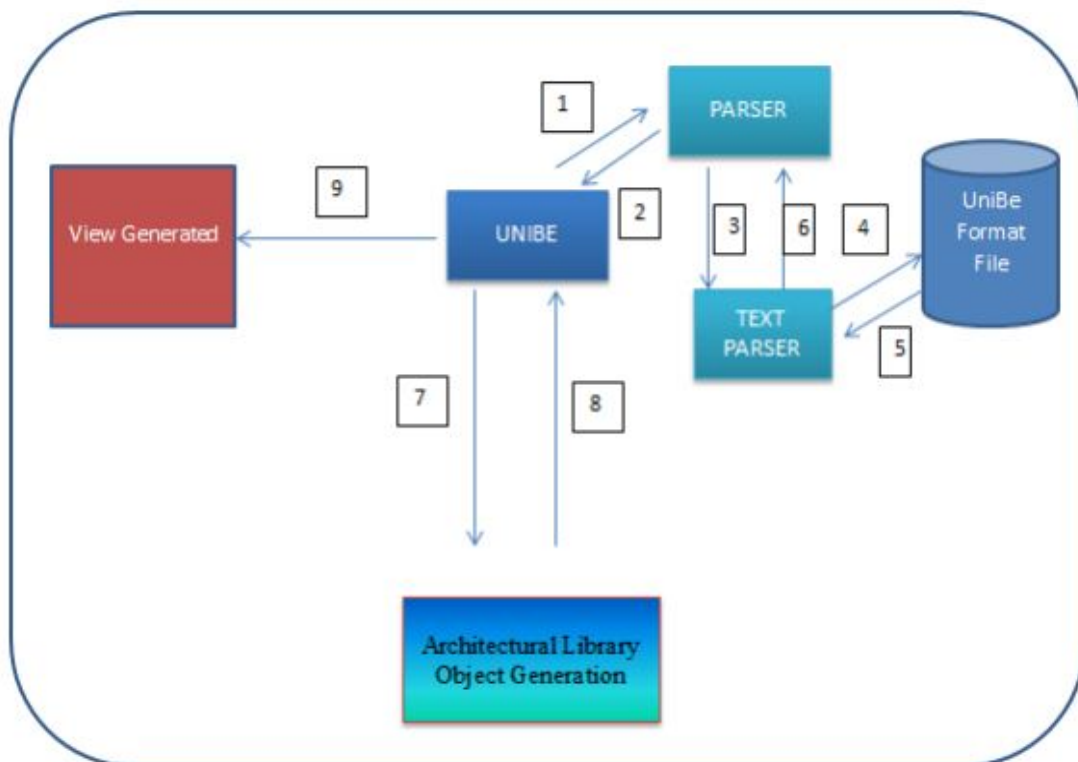 1
PARSER
9
2
3
6
4
UniBe
Format
File
View Generated
UNIBE
TEXT
PARSER
5
7
8
Architectural Library
Object Generation